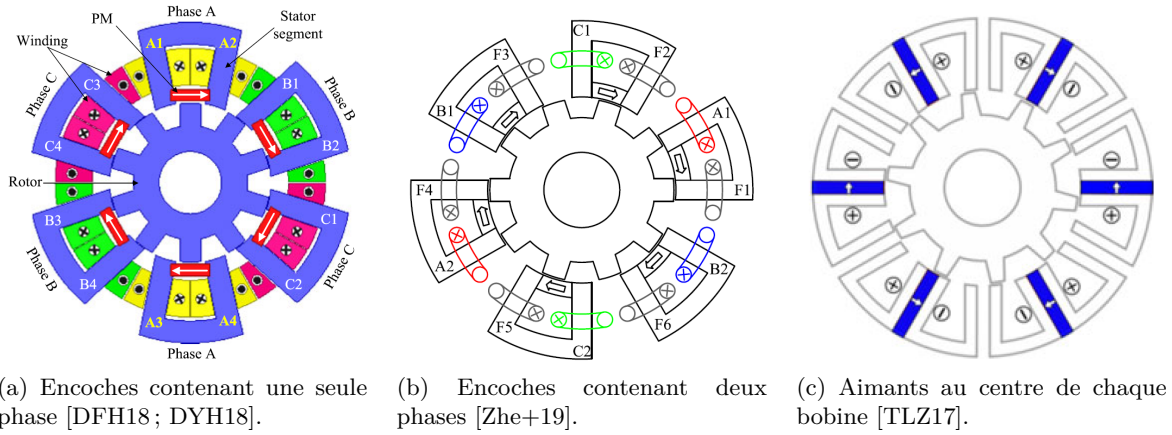 PM
Phase A
Winding
A1 A2
Stator
segment
Phase C
C3
B1
Phase B
C4
B2
Rotor
B3
C1
Phase B
B4
C2
Phase C
A3 A4
Phase A
C1
F3
F2
B1
A1
F4
F1
A2
B2
F5
F6
C2
(a) Encoches contenant une seule
phase [DFH18 ; DYH18].
(b) Encoches contenant deux
phases [Zhe+19].
(c) Aimants au centre de chaque
bobine [TLZ17].